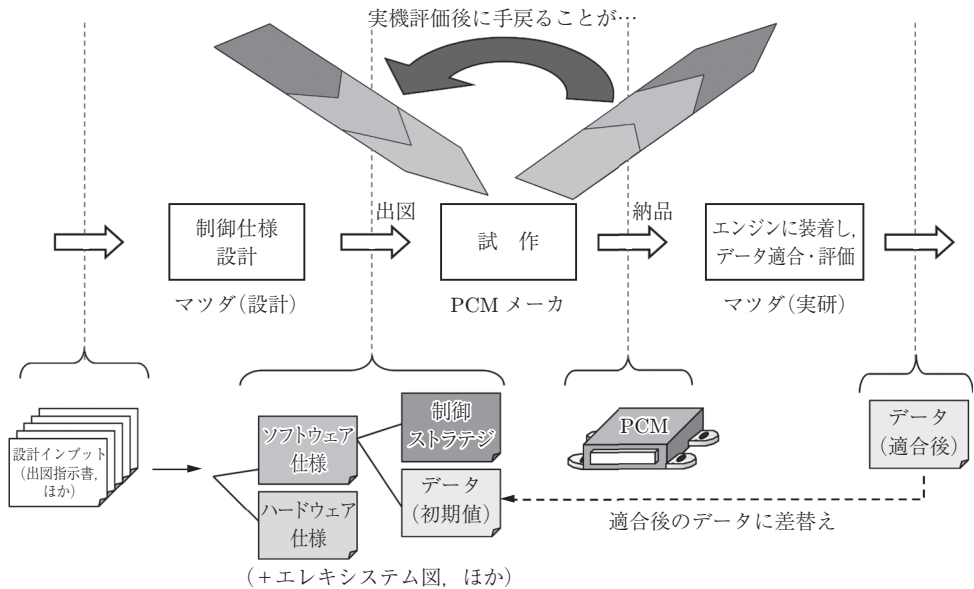 実機評価後に手戻ることが…
出図
納品
制御仕様
設計
試 作
エンジンに装着し,
データ適合・評価
マツダ(設計)
PCM メーカ
マツダ(実研)
設計インプット
(出図指示書,
ほか)
ソフトウェア
仕様
ハードウェア
仕様
制御
ストラテジ
データ
(初期値)
PCM
データ
(適合後)
適合後のデータに差替え
(+エレキシステム図, ほか)